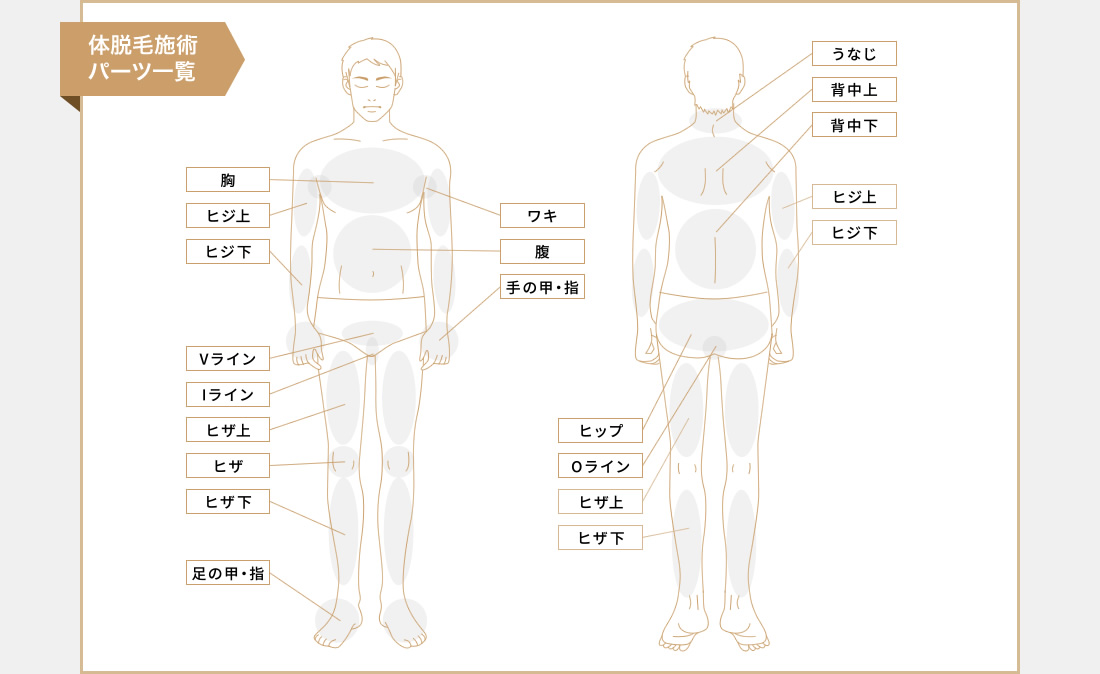 体脱毛施術
パーツ一覧
胸
ヒジ上
ヒジ下
Vライン
Iライン
ヒザ上
ヒザ
ヒザ下
足の甲・指
ワキ
腹
手の甲・指
うなじ
背中上
背中下
ヒジ上
ヒジ下
ヒップ
Oライン
ヒザ上
ヒザ下